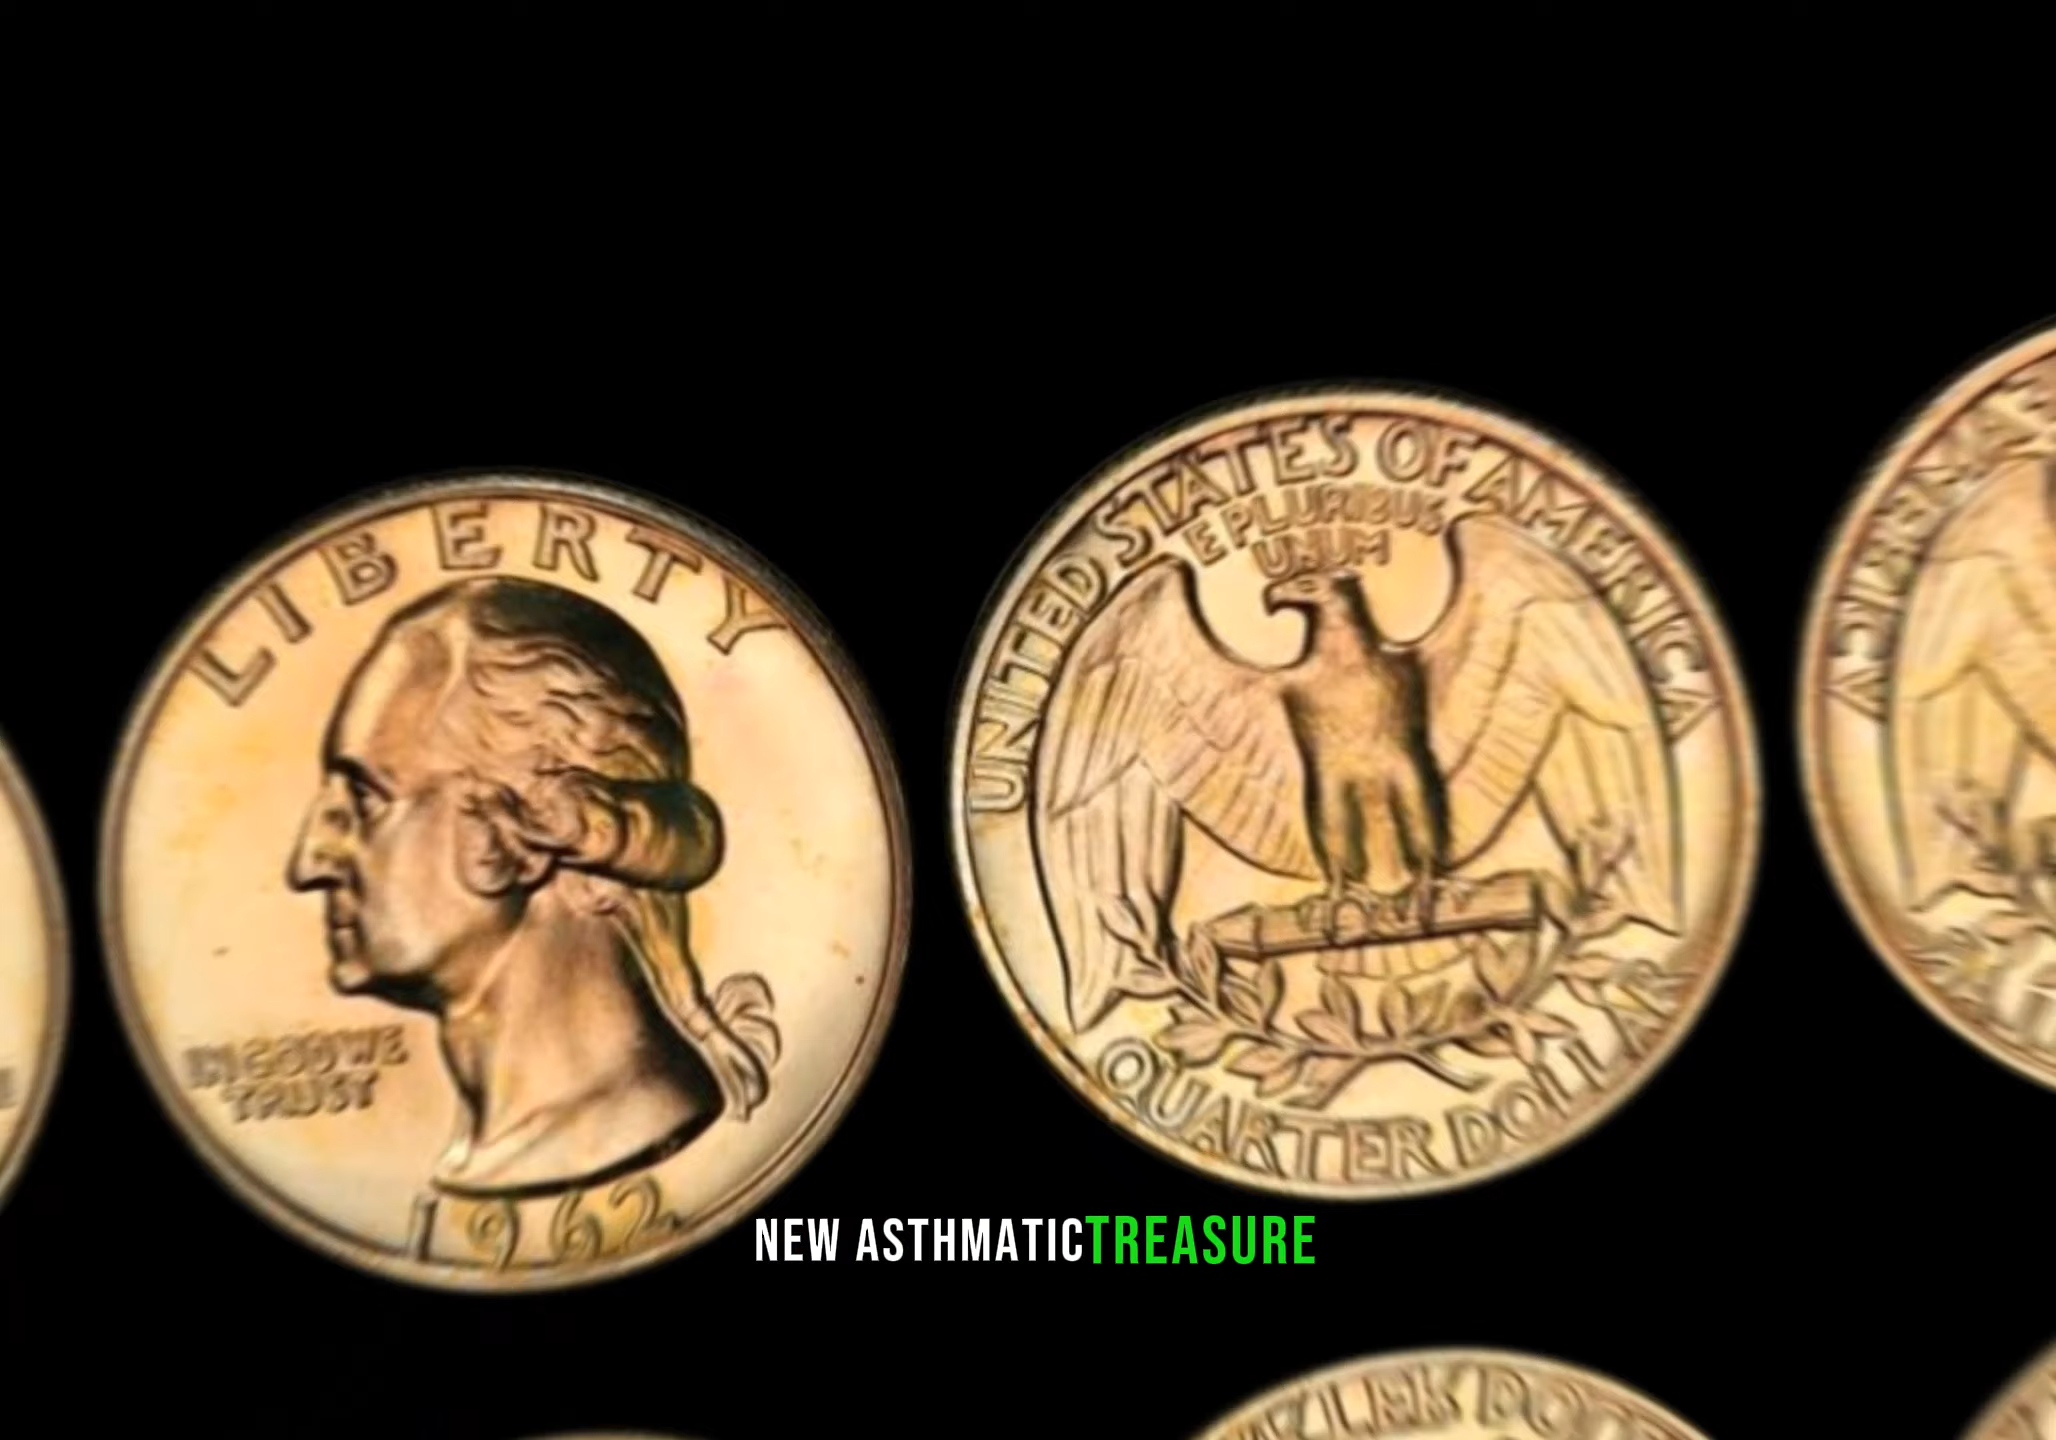 LIBERTY
IN GOD WE
TRUST
1962
UNITED STATES OF AMERICA
E PLURIBUS
UNUM
QUARTER DOLLAR
NEW ASTHMATICTREASURE